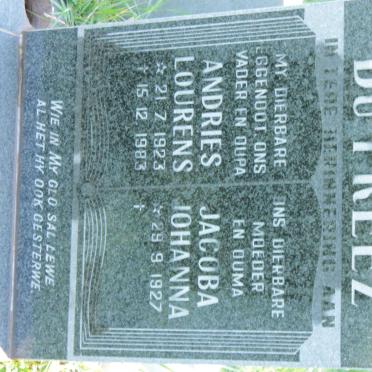 DU PREEZ
IN TEDE HERINNERING AAN
MY DIERBARE
EGGENOOT ONS
VADER EN OUPA
ANDRIES
LOURENS
☆ 21 7 1923
✝ 15 12 1983
ONS DIERBARE
MOEDER
EN OUMA
JACOBA
JOHANNA
☆ 29 9 1927
✝
WIE IN MY GLO SAL LEWE
AL HET HY OOK GESTERWE